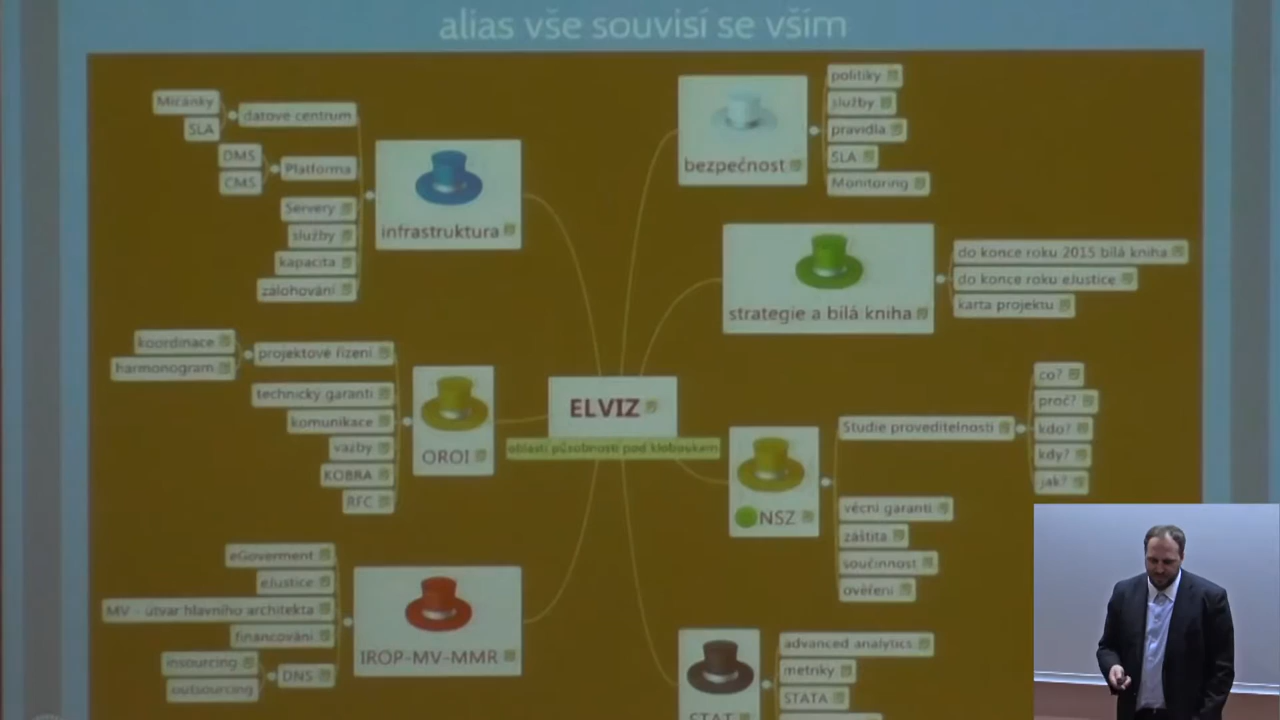 alias vše souvisí se vším
Mičánky
SLA
datové centrum
DMS
CMS
Platforma
Servery
služby
kapacita
zálohování
infrastruktura
koordinace
harmonogram
projektové řízení
technický garanti
komunikace
vazby
KOBRA
RFC
OROI
eGoverment
eJustice
MV - útvar hlavního architekta
financování
insourcing
outsourcing
DNS
IROP-MV-MMR
ELVIZ
oblasti působnosti pod kloboukem
bezpečnost
politiky
služby
pravidla
SLA
Monitoring
strategie a bílá kniha
do konce roku 2015 bílá kniha
do konce roku eJustice
karta projektu
NSZ
Studie proveditelnosti
co?
proč?
kdo?
kdy?
jak?
věcní garanti
záštita
součinnost
ověření
STAT
advanced analytics
metriky
STATA